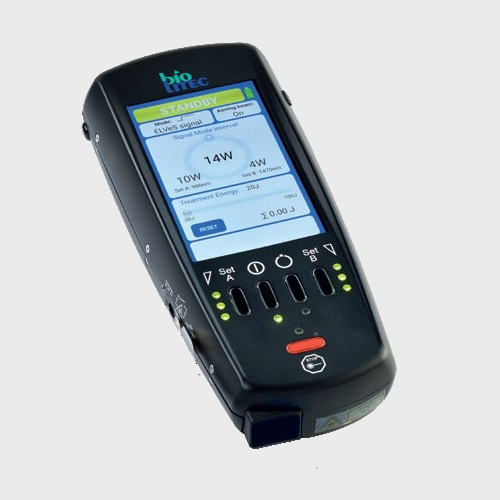 bio
LITEC
STANDBY
Mode:
ELVeS signal
Aiming beam:
On
Signal Mode Interval:
14W
10W
4W
Set A: 980nm
Set B: 1470nm
Treatment Energy: 20J
20J
100J
Σ 0.00 J
RESET
Set
A
Set
B
STOP